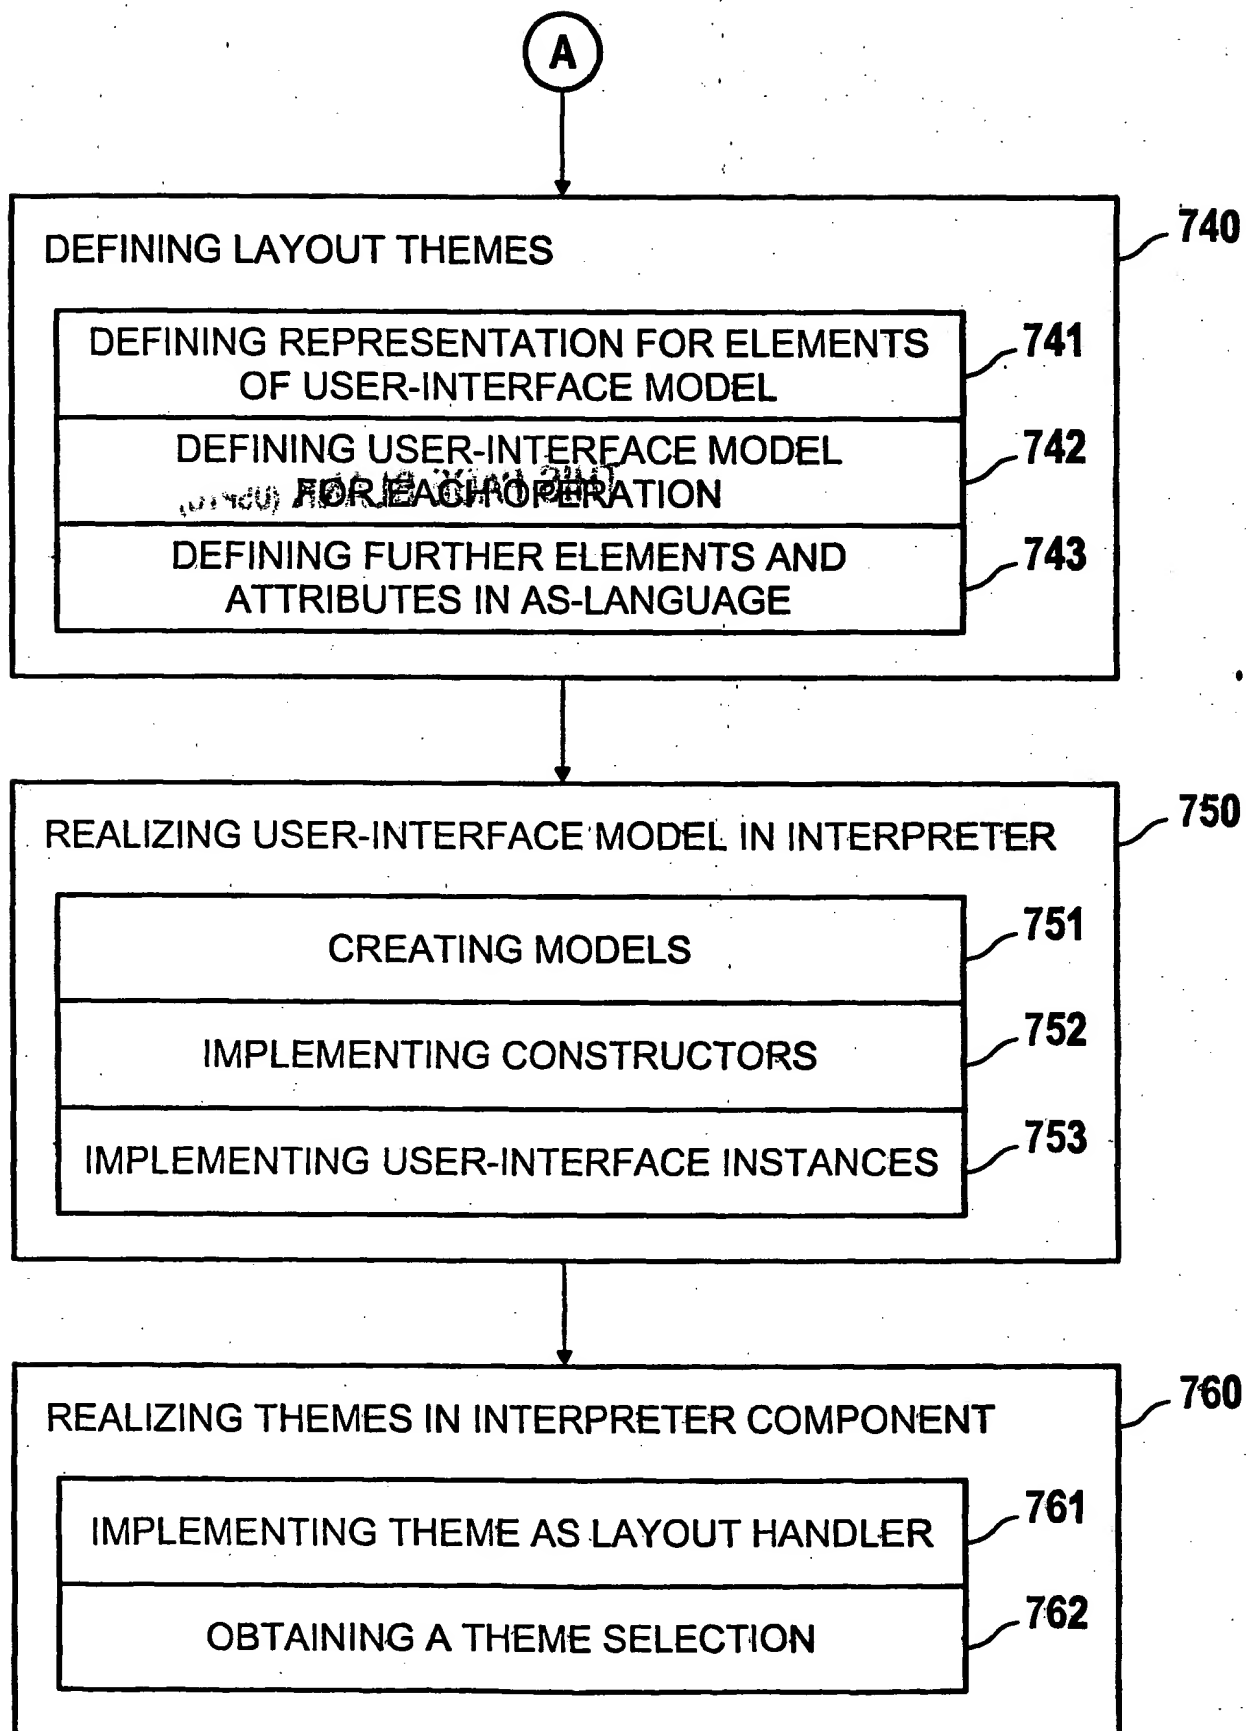 A
740
DEFINING LAYOUT THEMES
741
DEFINING REPRESENTATION FOR ELEMENTS
OF USER-INTERFACE MODEL
742
DEFINING USER-INTERFACE MODEL
FOR EACH OPERATION
743
DEFINING FURTHER ELEMENTS AND
ATTRIBUTES IN AS-LANGUAGE
750
REALIZING USER-INTERFACE MODEL IN INTERPRETER
751
CREATING MODELS
752
IMPLEMENTING CONSTRUCTORS
753
IMPLEMENTING USER-INTERFACE INSTANCES
760
REALIZING THEMES IN INTERPRETER COMPONENT
761
IMPLEMENTING THEME AS LAYOUT HANDLER
762
OBTAINING A THEME SELECTION